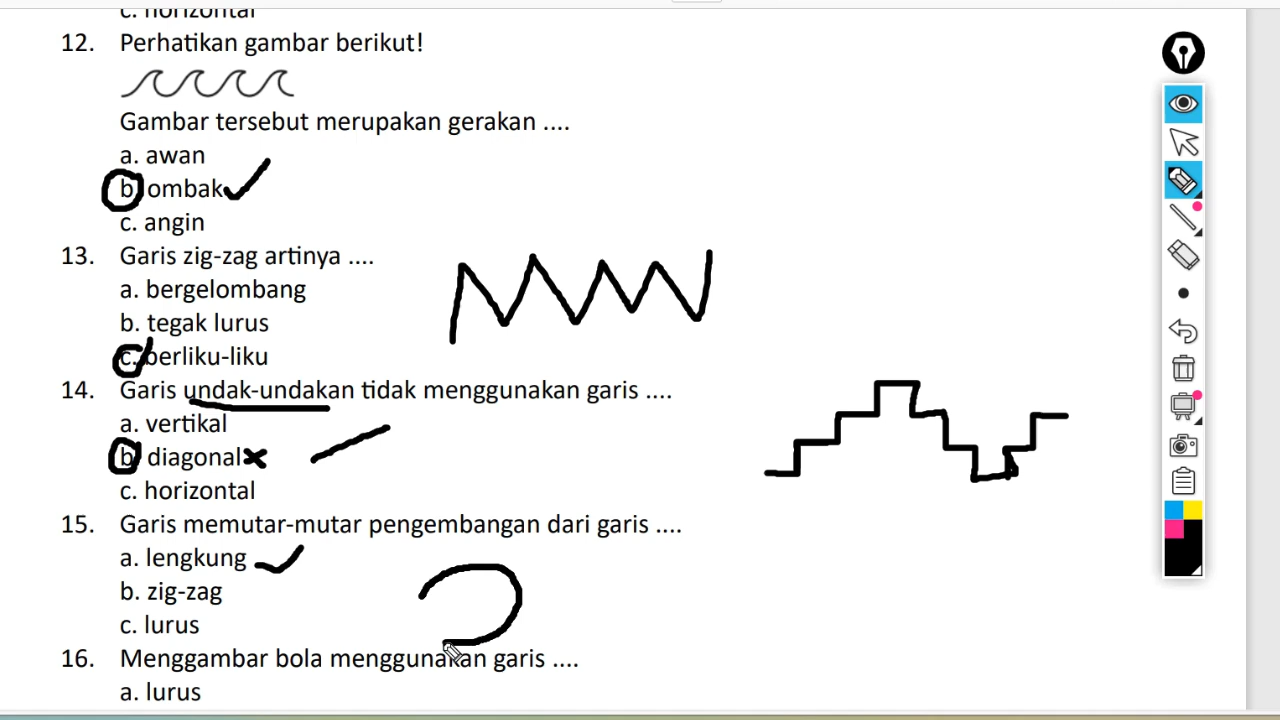 c. horizontal
12. Perhatikan gambar berikut!
Gambar tersebut merupakan gerakan ....
a. awan
b. ombak
c. angin
13. Garis zig-zag artinya ....
a. bergelombang
b. tegak lurus
c. berliku-liku
14. Garis undak-undakan tidak menggunakan garis ....
a. vertikal
b. diagonal
c. horizontal
15. Garis memutar-mutar pengembangan dari garis ....
a. lengkung
b. zig-zag
c. lurus
16. Menggambar bola menggunakan garis ....
a. lurus